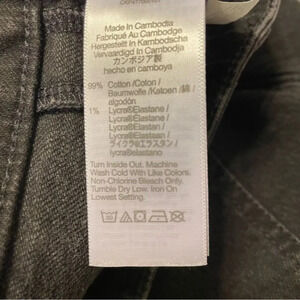 Made In Cambodia
Fabriqué Au Cambodge
Hergestellt in Kambodscha
Vervaardigd In Cambodja
カンボジア製
hecho en camboya
99% Cotton / Coton /
Baumwolle / Katoen / 綿 /
algodón
1% Lycra®Elastane /
Lycra®Élastane /
Lycra®Elastan /
Lycra®Elastaan /
ライクラ®エラスタン /
lycra®elastano
Turn Inside Out. Machine
Wash Cold With Like Colors.
Non-Chlorine Bleach Only.
Tumble Dry Low. Iron On
Lowest Setting.